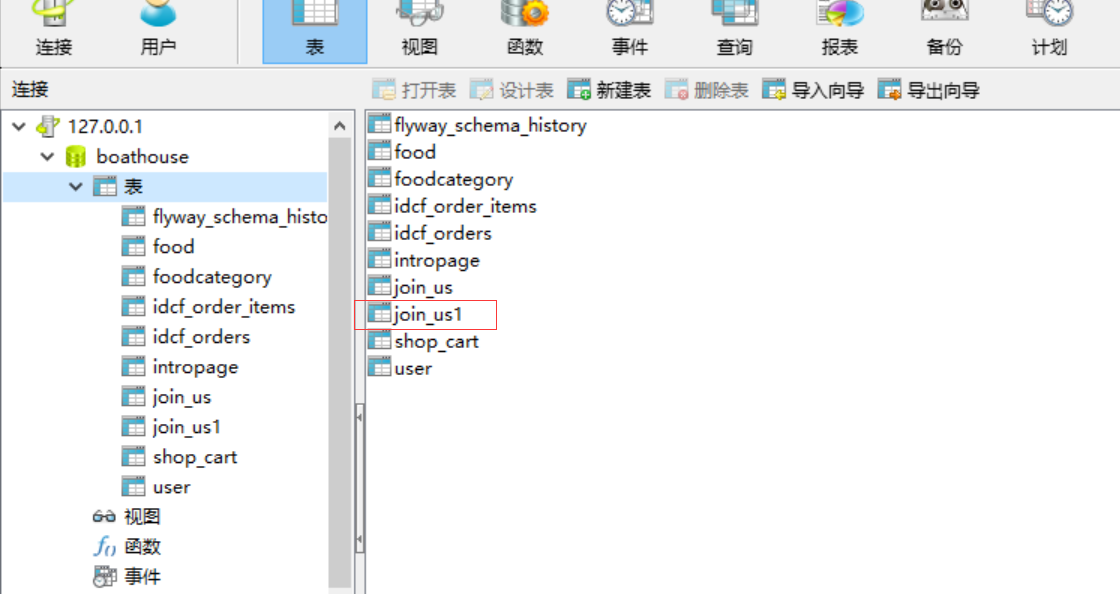 连接 用户 表 视图 函数 事件 查询 报表 备份 计划
连接 打开表 设计表 新建表 删除表 导入向导 导出向导
127.0.0.1
boathouse
表
flyway_schema_histo
food
foodcategory
idcf_order_items
idcf_orders
intropage
join_us
join_us1
shop_cart
user
视图
函数
事件
flyway_schema_history
food
foodcategory
idcf_order_items
idcf_orders
intropage
join_us
join_us1
shop_cart
user